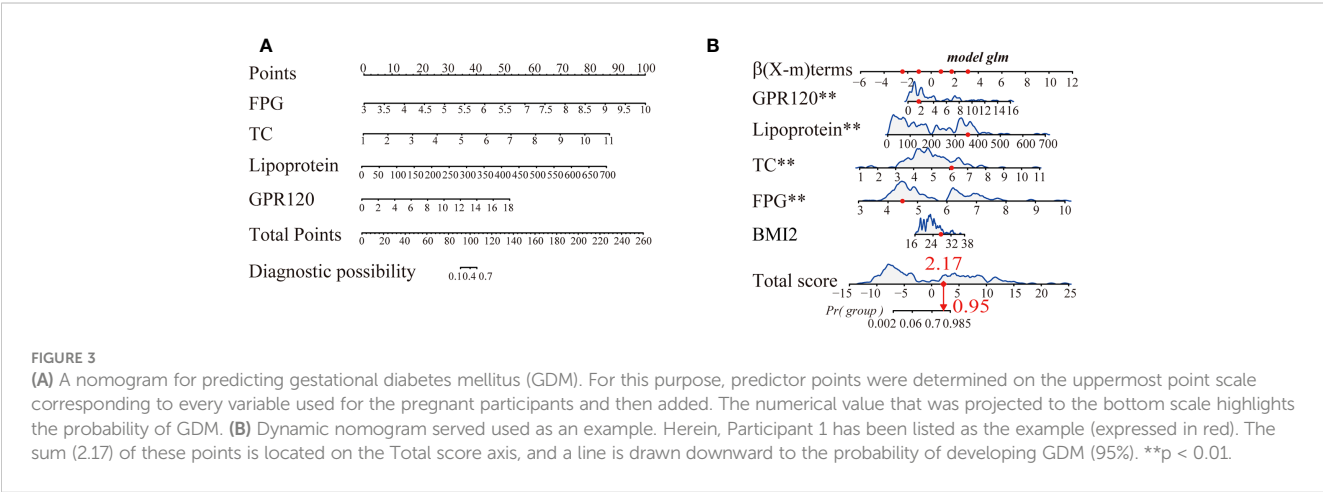 A
Points
0 10 20 30 40 50 60 70 80 90 100
FPG
3 3.5 4 4.5 5 5.5 6 6.5 7 7.5 8 8.5 9 9.5 10
TC
1 2 3 4 5 6 7 8 9 10 11
Lipoprotein
0 50 100 150 200 250 300 350 400 450 500 550 600 650 700
GPR120
0 2 4 6 8 10 12 14 16 18
Total Points
0 20 40 60 80 100 120 140 160 180 200 220 240 260
Diagnostic possibility
0.1 0.4 0.7
B
model glm
β(X-m)terms
−6 −4 −2 0 2 4 6 8 10 12
GPR120**
0 2 4 6 8 10 12 14 16
Lipoprotein**
0 100 200 300 400 500 600 700
TC**
1 2 3 4 5 6 7 8 9 10 11
FPG**
3 4 5 6 7 8 9 10
BMI2
16 24 32 38
2.17
Total score
−15 −10 −5 0 5 10 15 20 25
0.95
Pr( group )
0.002 0.06 0.7 0.985
FIGURE 3
(A) A nomogram for predicting gestational diabetes mellitus (GDM). For this purpose, predictor points were determined on the uppermost point scale
corresponding to every variable used for the pregnant participants and then added. The numerical value that was projected to the bottom scale highlights
the probability of GDM. (B) Dynamic nomogram served used as an example. Herein, Participant 1 has been listed as the example (expressed in red). The
sum (2.17) of these points is located on the Total score axis, and a line is drawn downward to the probability of developing GDM (95%). **p < 0.01.